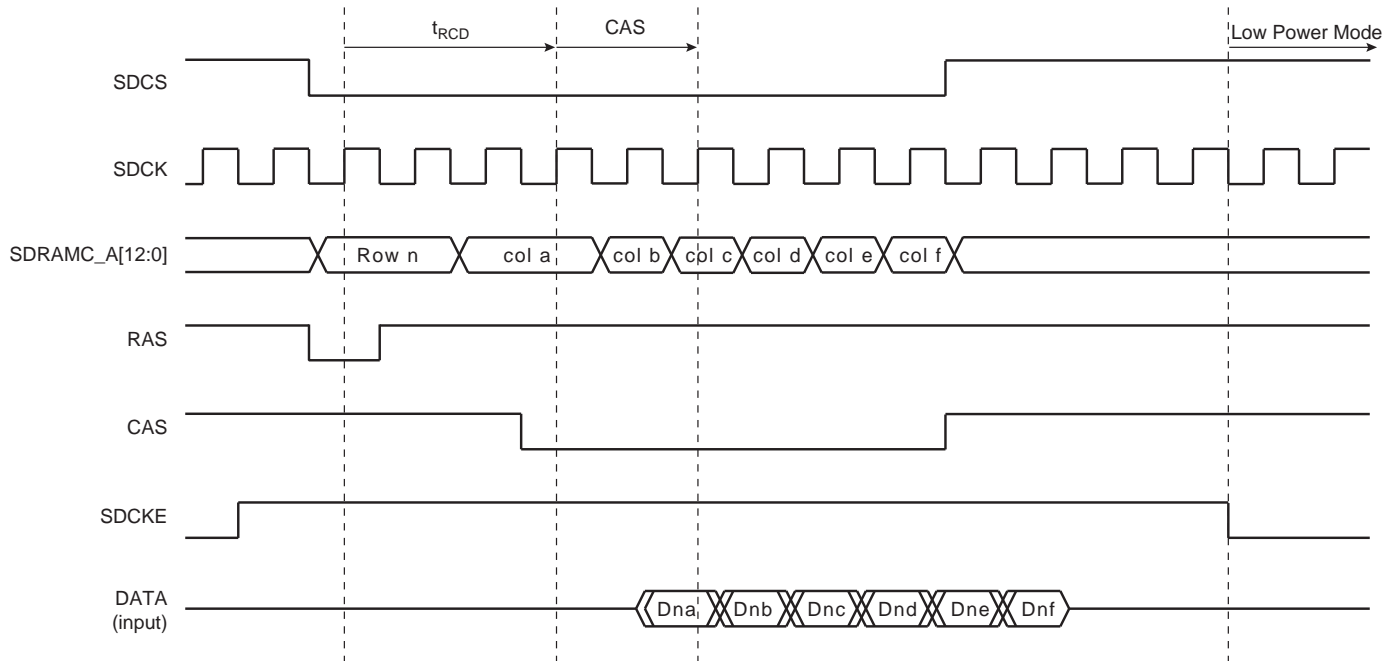 tRCD CAS Low Power Mode
SDCS
SDCK
SDRAMC_A[12:0] Row n col a col b col c col d col e col f
RAS
CAS
SDCKE
DATA
(input) Dna Dnb Dnc Dnd Dne Dnf